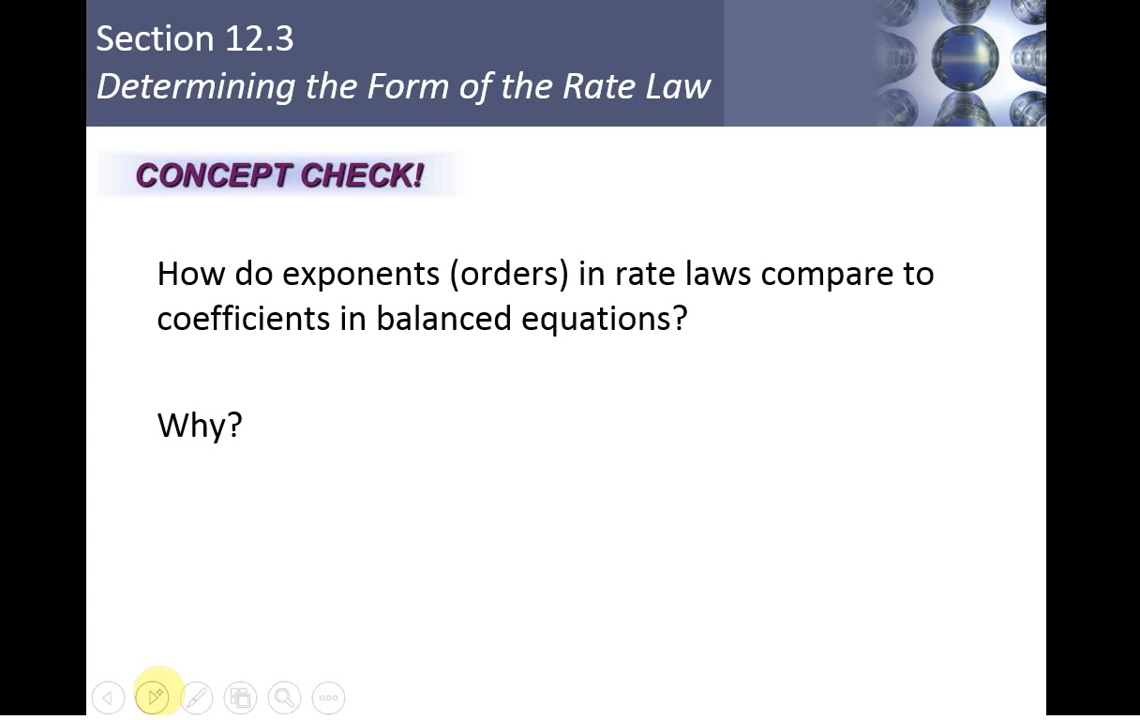 Section 12.3
Determining the Form of the Rate Law
CONCEPT CHECK!
How do exponents (orders) in rate laws compare to
coefficients in balanced equations?
Why?